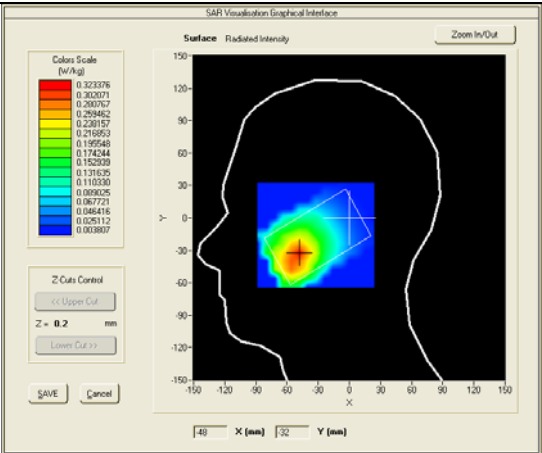 SAR Visualisation Graphical Interface
Surface Radiated Intensity
Zoom In/Out
Colors Scale
(W/kg)
0.323376
0.302071
0.280767
0.259462
0.238157
0.216853
0.195548
0.174244
0.152939
0.131635
0.110330
0.089025
0.067721
0.046416
0.025112
0.003807
Z-Cuts Control
<< Upper Cut
Z = 0.2 mm
Lower Cut >>
SAVE Cancel
150
120
90
60
30
0
-30
-60
-90
-120
-150
Y
-150 -120 -90 -60 -30 0 30 60 90 120 150
X
-48 X (mm) -32 Y (mm)